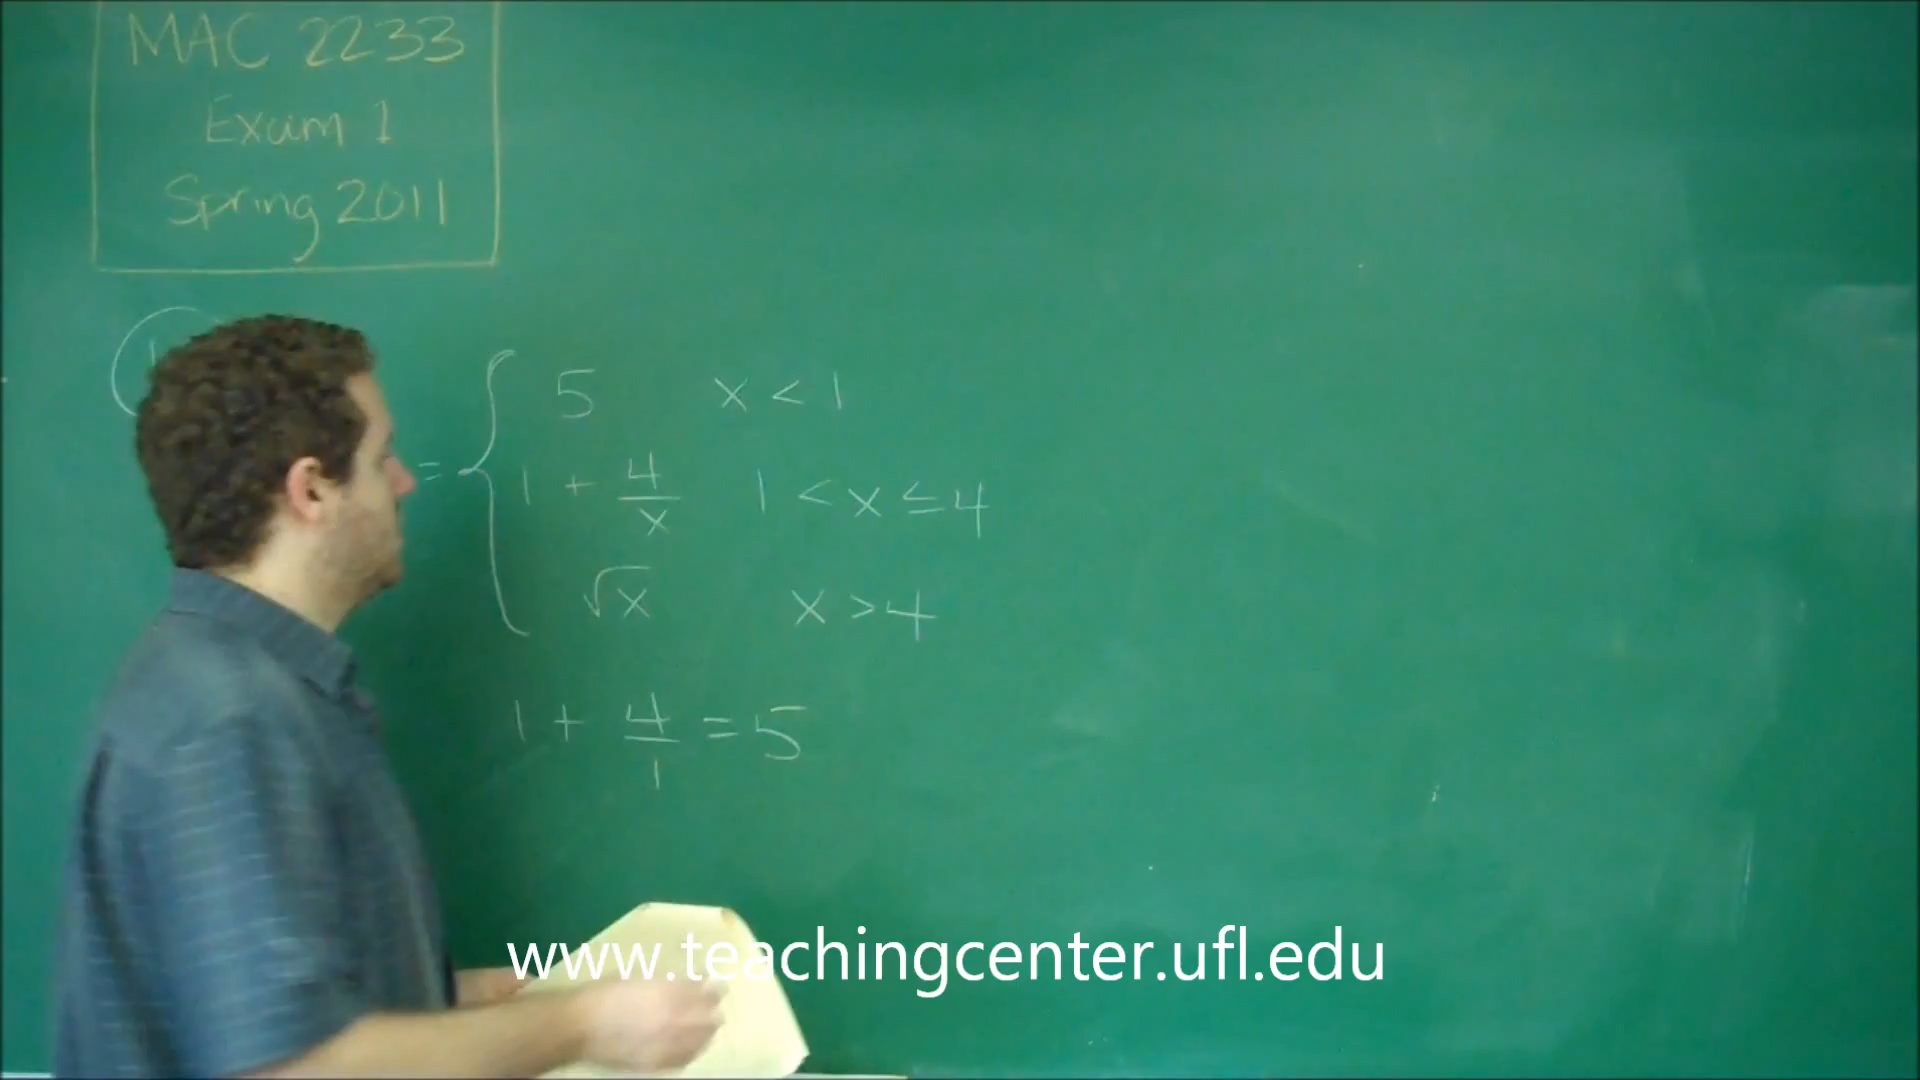 MAC 2233
Exam 1
Spring 2011
= { 5 x < 1
1 + 4/x 1 < x ≤ 4
√x x > 4
1 + 4/1 = 5
www.teachingcenter.ufl.edu